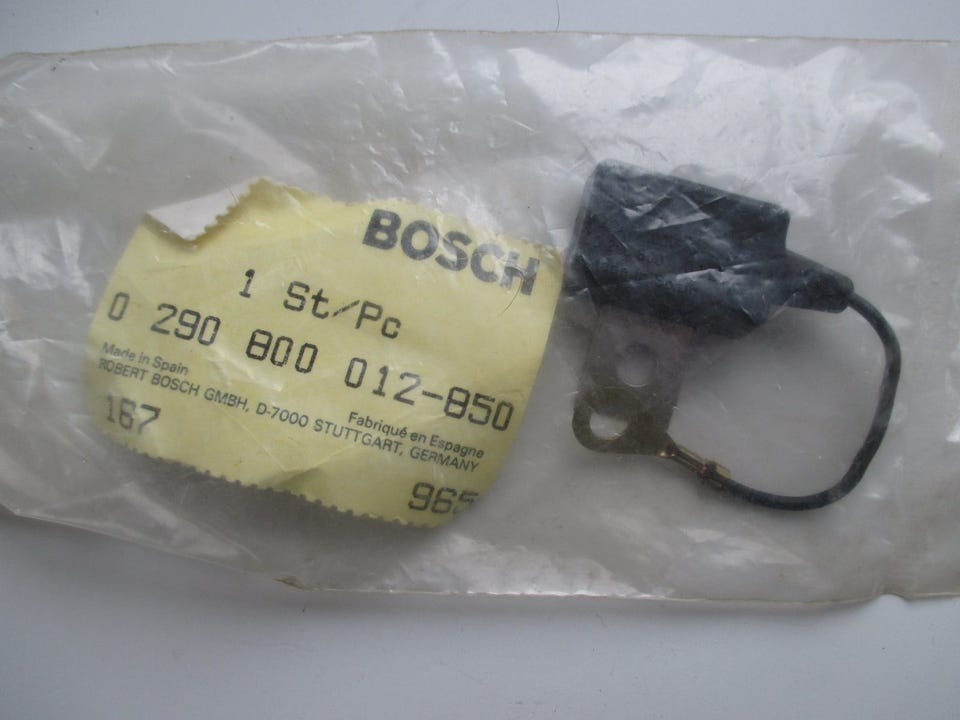 BOSCH
1 St/Pc
0 290 800 012-850
Made in Spain
Fabriqué en Espagne
ROBERT BOSCH GMBH, D-7000 STUTTGART, GERMANY
167
965